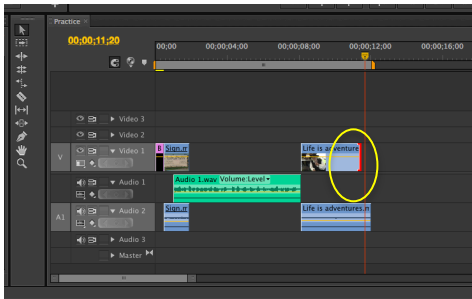 Practice ×
00;00;11;20
00;00 00;00;04;00 00;00;08;00 00;00;12;00 00;00;16;00
Video 3
Video 2
V Video 1 B Sign.m Life is adventure
Audio 1 Audio 1.wav Volume:Level
A1 Audio 2 Sign.m Life is adventures.m
Audio 3
Master